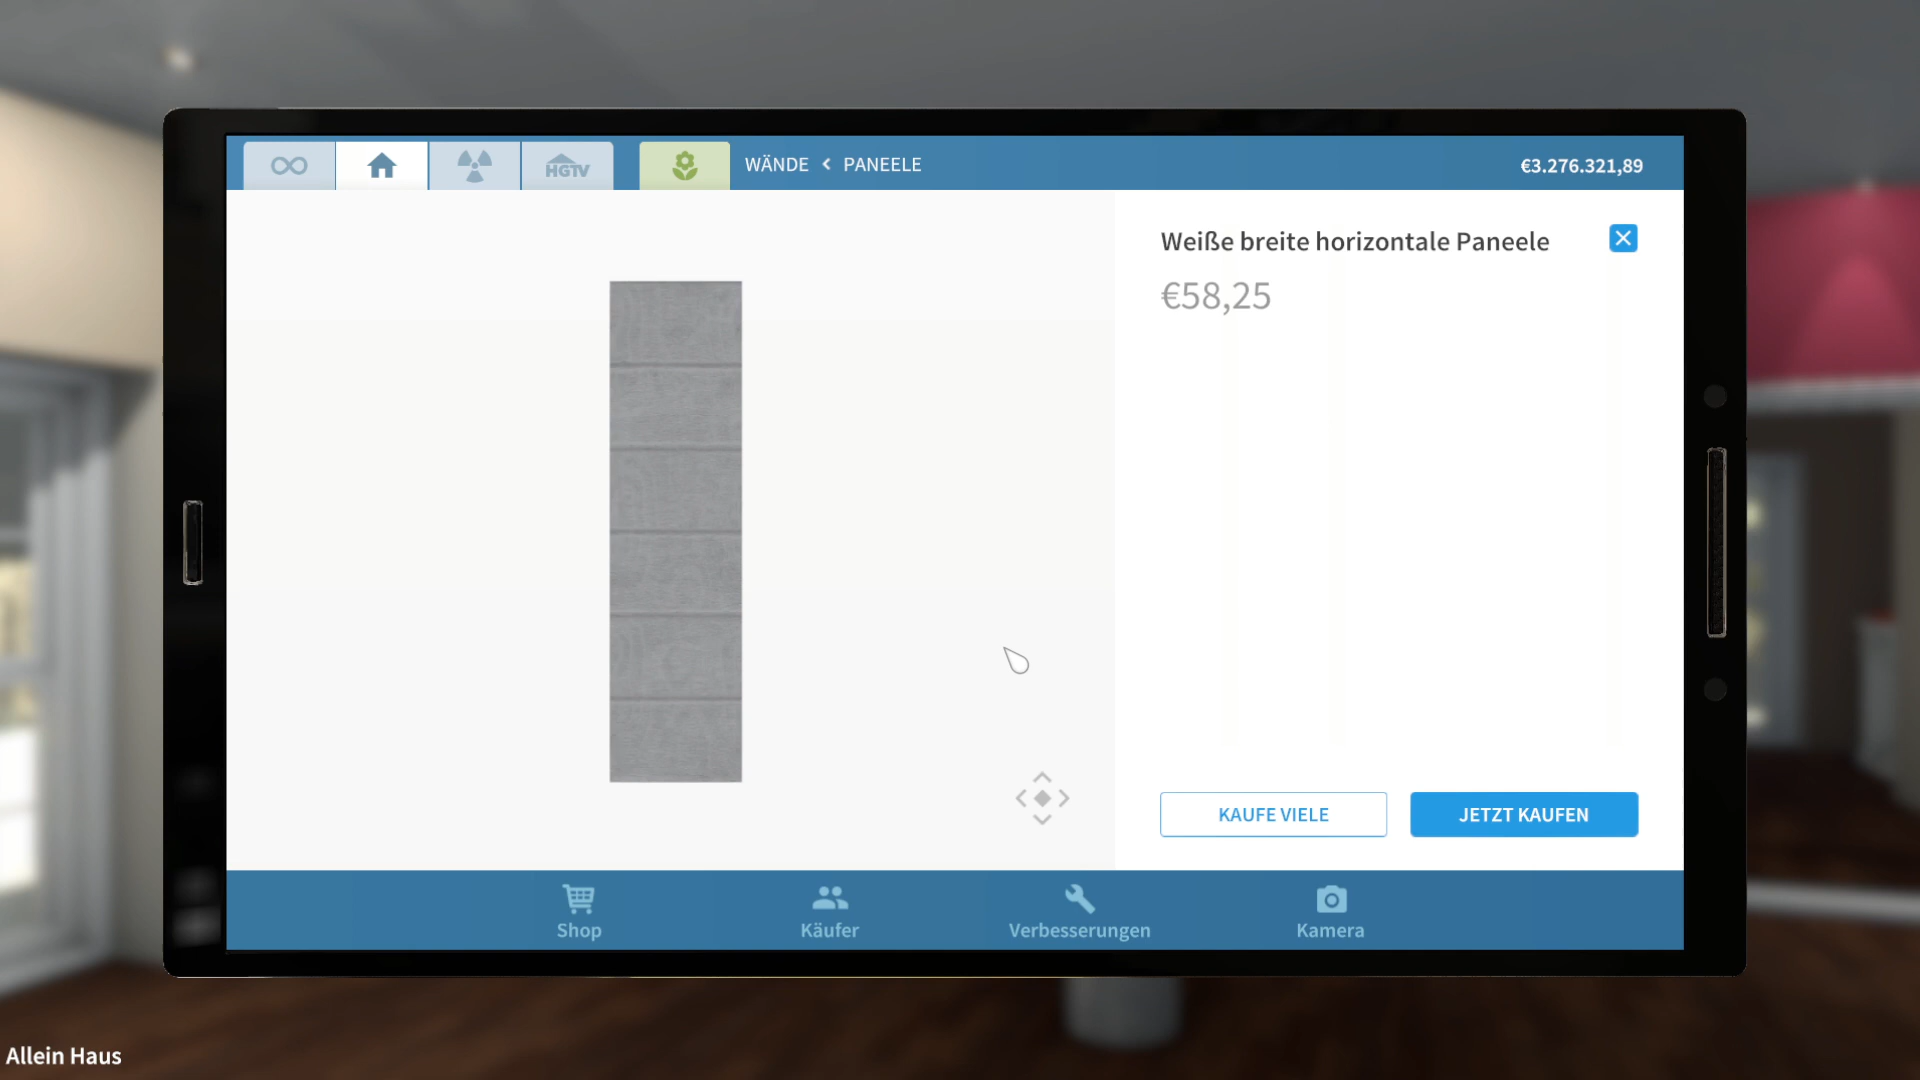 HGTV
WÄNDE < PANEELE
€3.276.321,89
Weiße breite horizontale Paneele
€58,25
KAUFE VIELE
JETZT KAUFEN
Shop
Käufer
Verbesserungen
Kamera
Allein Haus